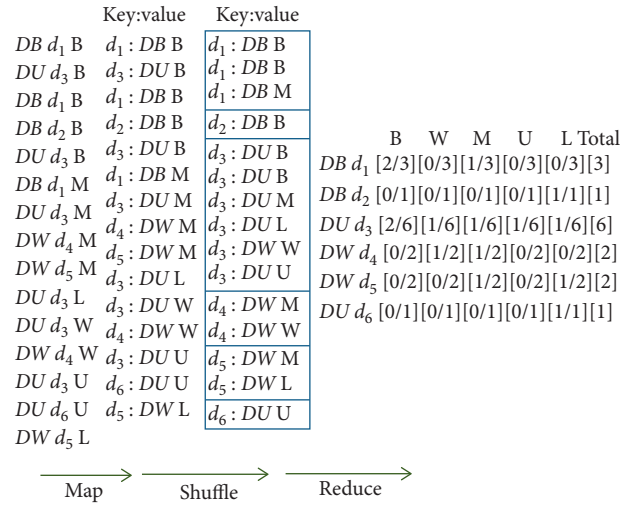 Key:value
Key:value
DB d₁ B
DU d₃ B
DB d₁ B
DB d₂ B
DU d₃ B
DB d₁ M
DU d₃ M
DW d₄ M
DW d₅ M
DU d₃ L
DU d₃ W
DW d₄ W
DU d₃ U
DU d₆ U
DW d₅ L
d₁ : DB B
d₃ : DU B
d₁ : DB B
d₂ : DB B
d₃ : DU B
d₁ : DB M
d₃ : DU M
d₄ : DW M
d₅ : DW M
d₃ : DU L
d₃ : DU W
d₄ : DW W
d₃ : DU U
d₆ : DU U
d₅ : DW L
d₁ : DB B
d₁ : DB B
d₁ : DB M
d₂ : DB B
d₃ : DU B
d₃ : DU B
d₃ : DU M
d₃ : DU L
d₃ : DW W
d₃ : DU U
d₄ : DW M
d₄ : DW W
d₅ : DW M
d₅ : DW L
d₆ : DU U
B W M U L Total
DB d₁ [2/3][0/3][1/3][0/3][0/3][3]
DB d₂ [0/1][0/1][0/1][0/1][1/1][1]
DU d₃ [2/6][1/6][1/6][1/6][1/6][6]
DW d₄ [0/2][1/2][1/2][0/2][0/2][2]
DW d₅ [0/2][0/2][1/2][0/2][1/2][2]
DU d₆ [0/1][0/1][0/1][0/1][1/1][1]
Map
Shuffle
Reduce